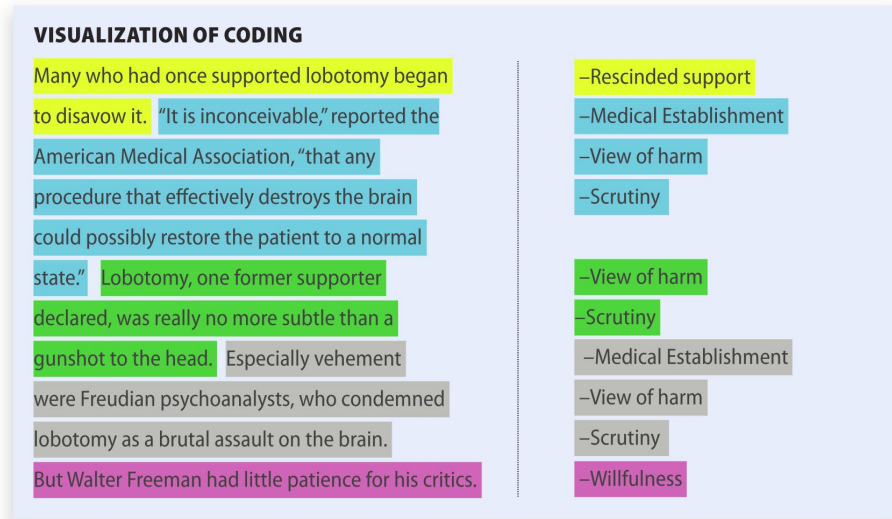 VISUALIZATION OF CODING
Many who had once supported lobotomy began
to disavow it. “It is inconceivable,” reported the
American Medical Association, “that any
procedure that effectively destroys the brain
could possibly restore the patient to a normal
state.” Lobotomy, one former supporter
declared, was really no more subtle than a
gunshot to the head. Especially vehement
were Freudian psychoanalysts, who condemned
lobotomy as a brutal assault on the brain.
But Walter Freeman had little patience for his critics.
–Rescinded support
–Medical Establishment
–View of harm
–Scrutiny
–View of harm
–Scrutiny
–Medical Establishment
–View of harm
–Scrutiny
–Willfulness